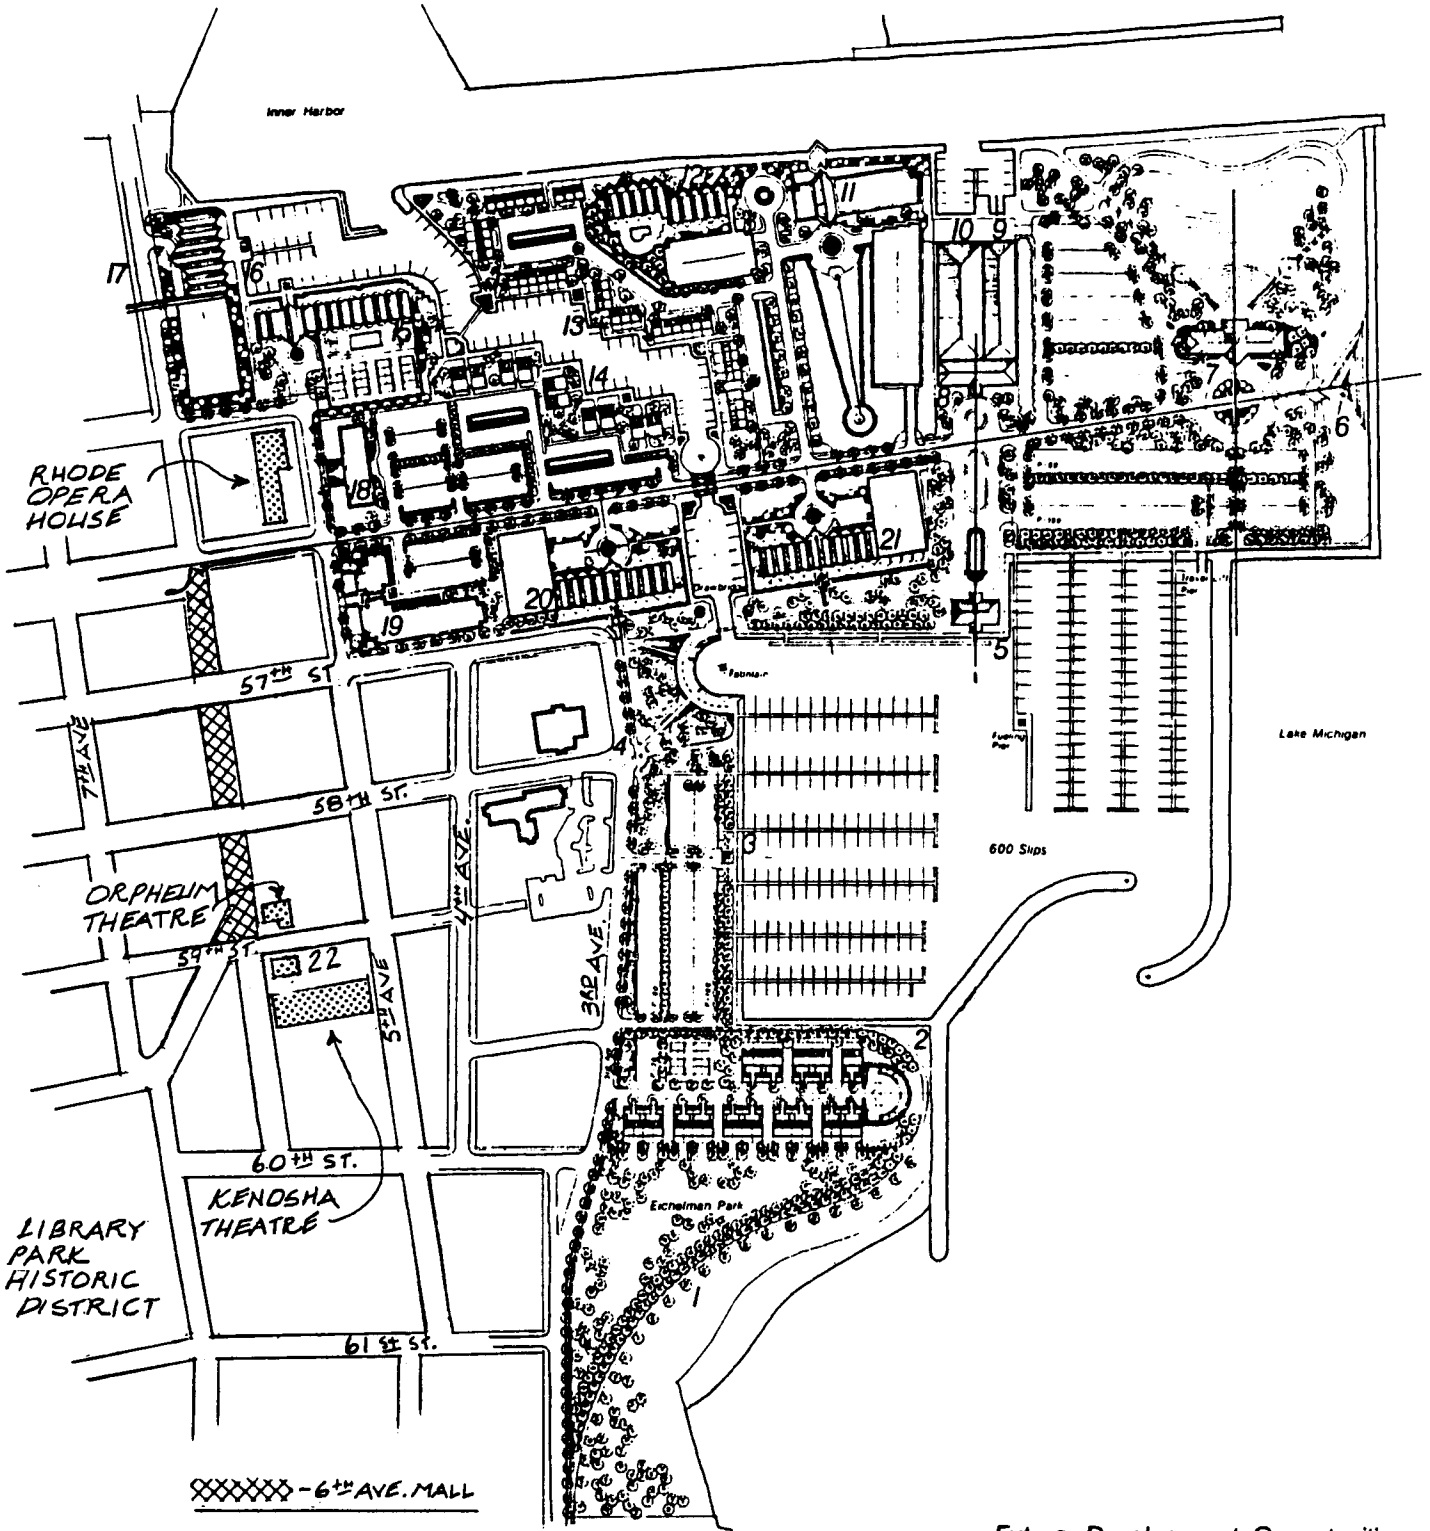 Inner Harbor
12
11
10 9
17
16
13
15
14
7
6
RHODE
OPERA
HOUSE
18
21
20
19
5
57TH ST
Lake Michigan
7TH AVE
4
58TH ST.
3
600 Slips
4TH AVE.
ORPHEUM
THEATRE
59TH ST.
22
3RD AVE.
5TH AVE
2
60TH ST.
KENOSHA
THEATRE
Eichelman Park
LIBRARY
PARK
HISTORIC
DISTRICT
1
61ST ST.
- 6TH AVE. MALL